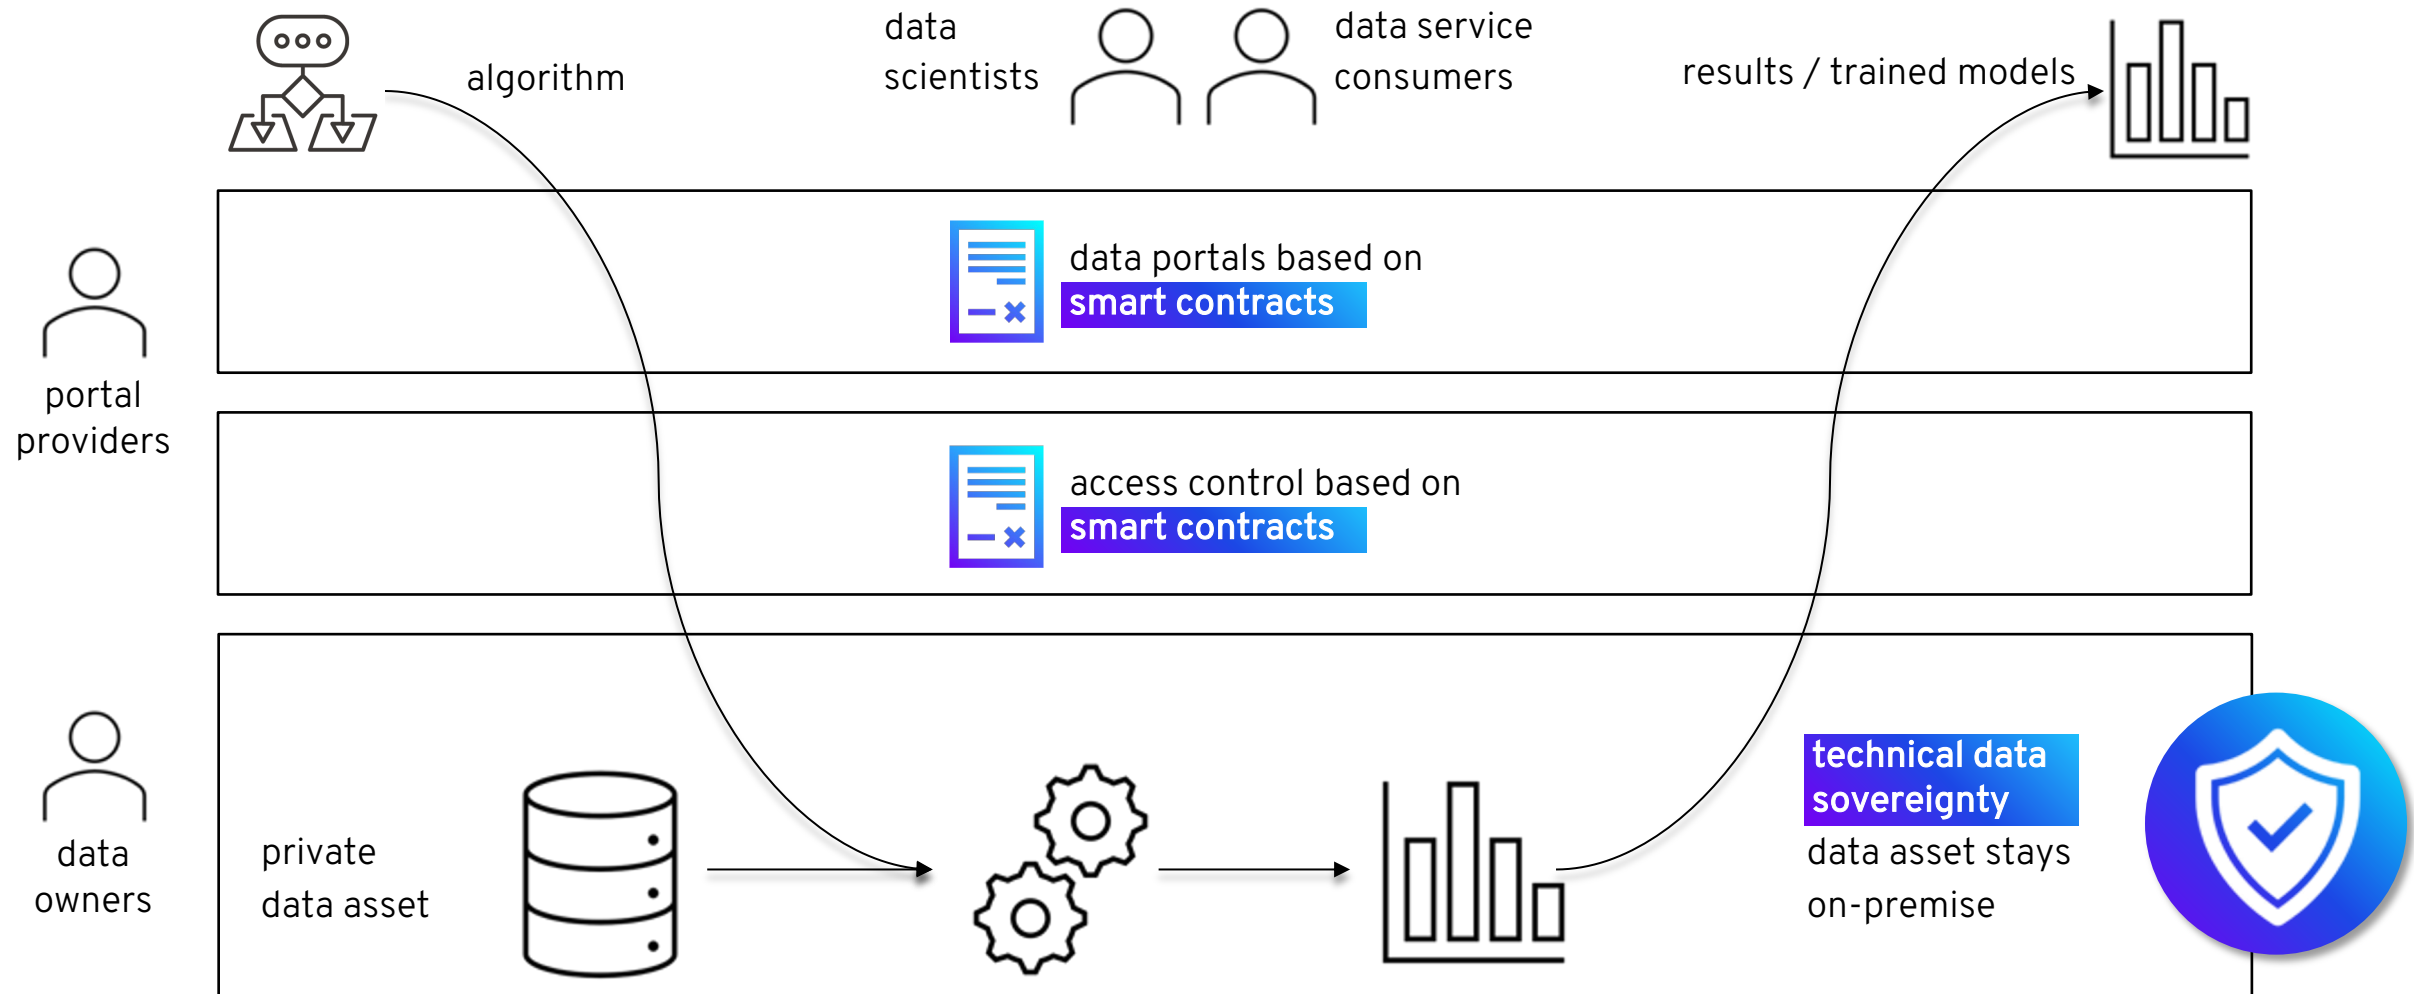 algorithm
data
scientists
data service
consumers
results / trained models
portal
providers
data portals based on
smart contracts
access control based on
smart contracts
data
owners
private
data asset
technical data
sovereignty
data asset stays
on-premise